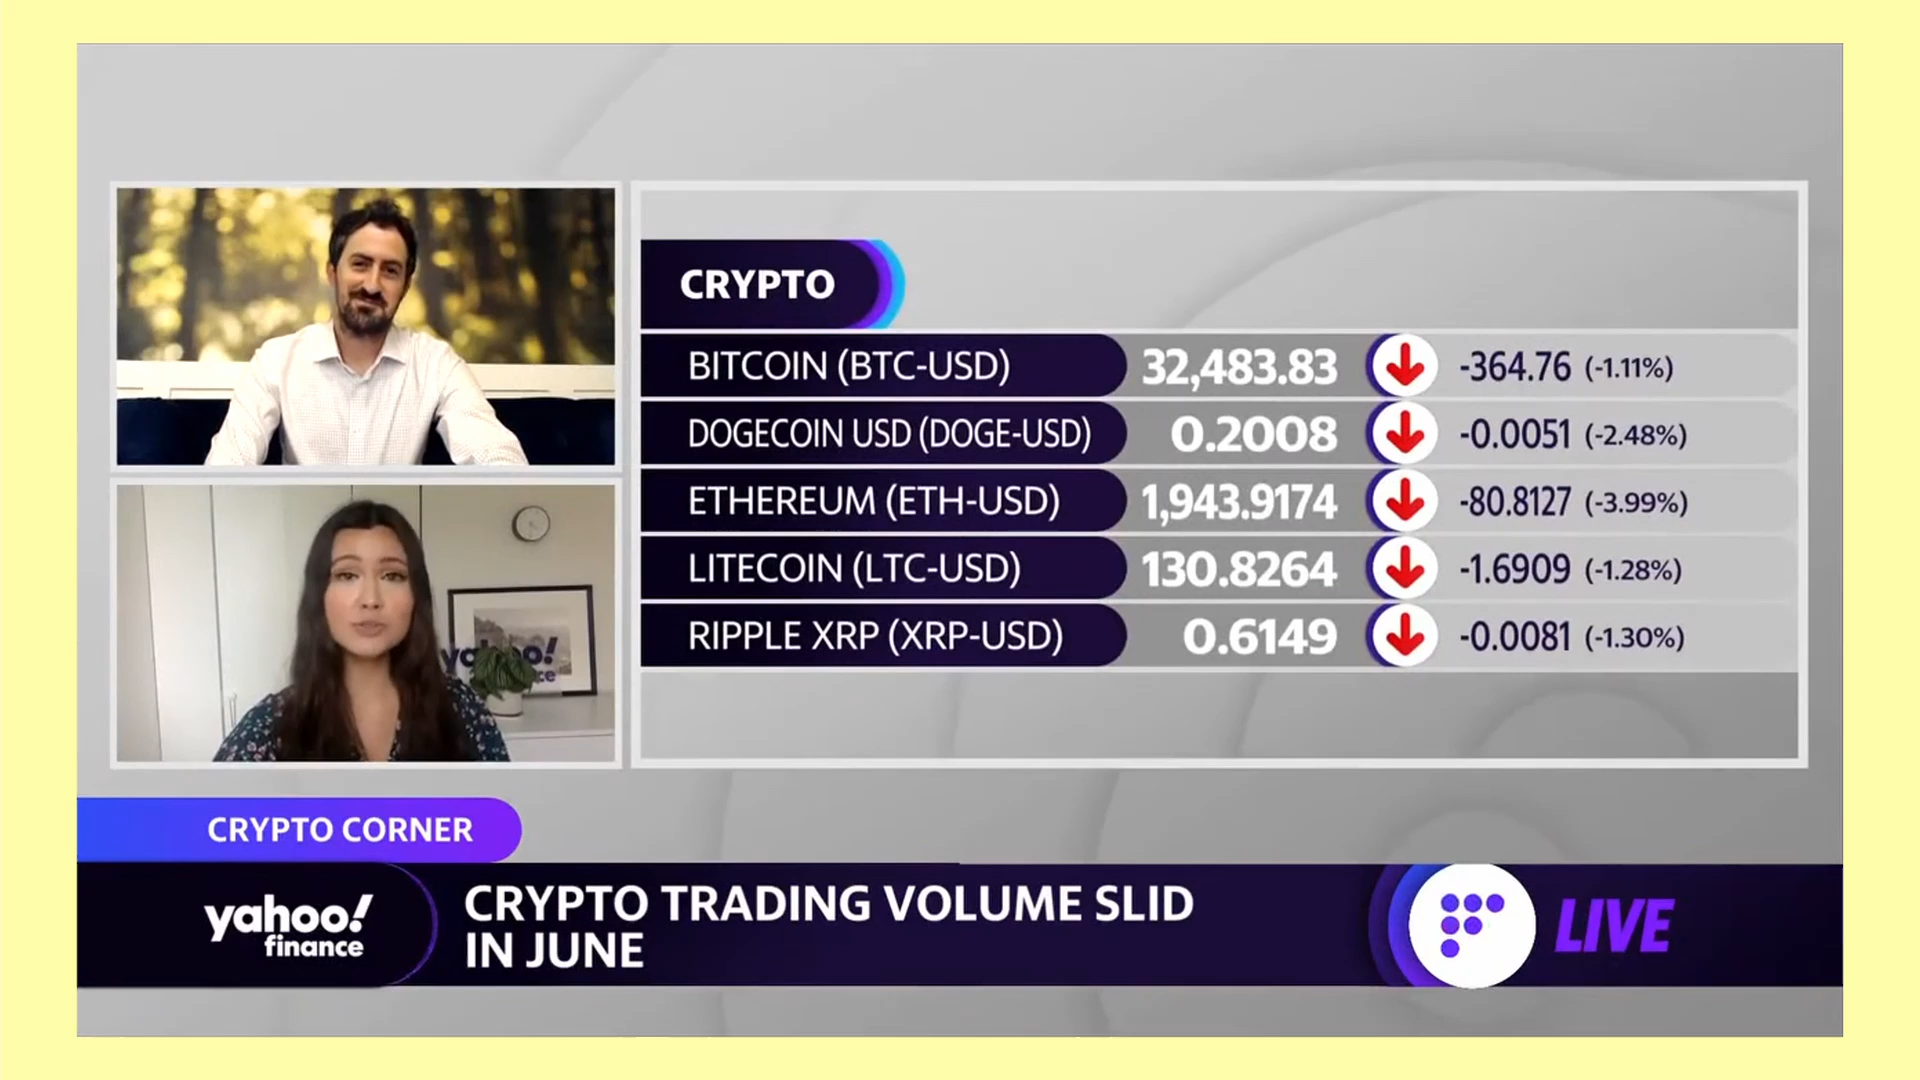 CRYPTO
BITCOIN (BTC-USD) 32,483.83 -364.76 (-1.11%)
DOGECOIN USD (DOGE-USD) 0.2008 -0.0051 (-2.48%)
ETHEREUM (ETH-USD) 1,943.9174 -80.8127 (-3.99%)
LITECOIN (LTC-USD) 130.8264 -1.6909 (-1.28%)
RIPPLE XRP (XRP-USD) 0.6149 -0.0081 (-1.30%)
CRYPTO CORNER
yahoo!
finance
CRYPTO TRADING VOLUME SLID
IN JUNE
LIVE